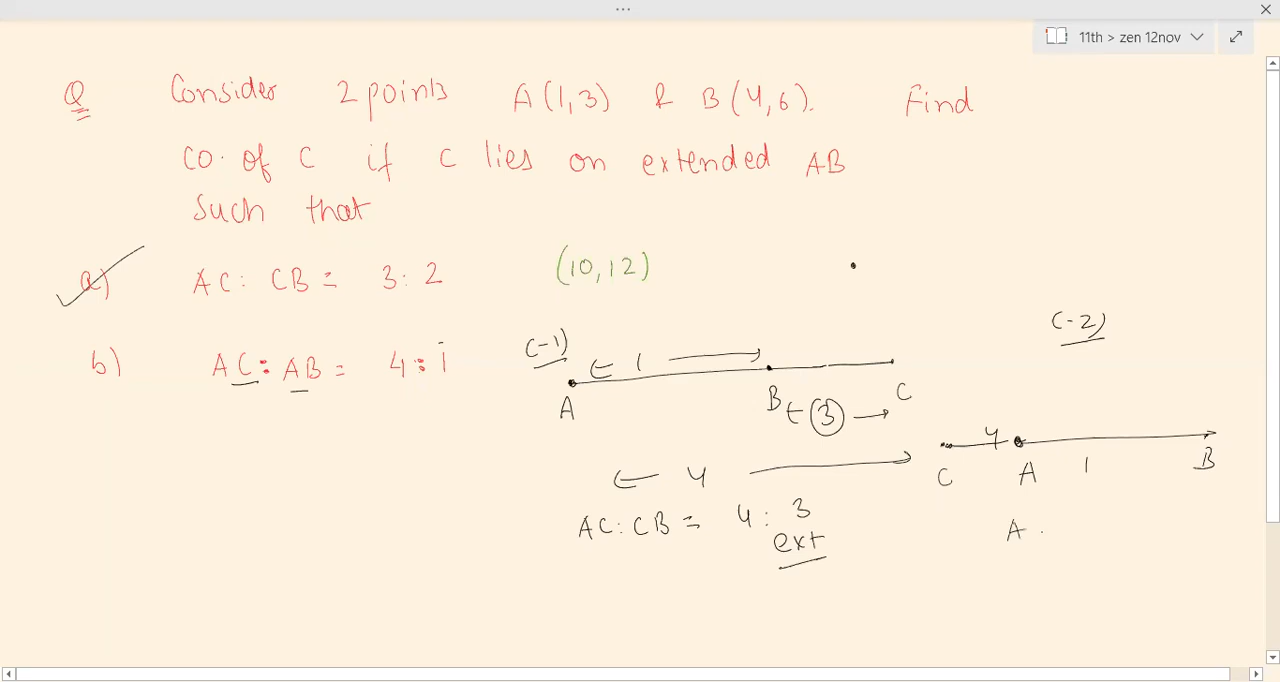 11th > zen 12nov
Q Consider 2 points A(1,3) & B(4,6). Find
CO. of C if C lies on extended AB
Such that
a) AC: CB = 3:2 (10,12)
b) AC: AB = 4:1
(-1)
1
A B C
3
4
AC: CB = 4:3
ext
(-2)
4
C A 1 B
A